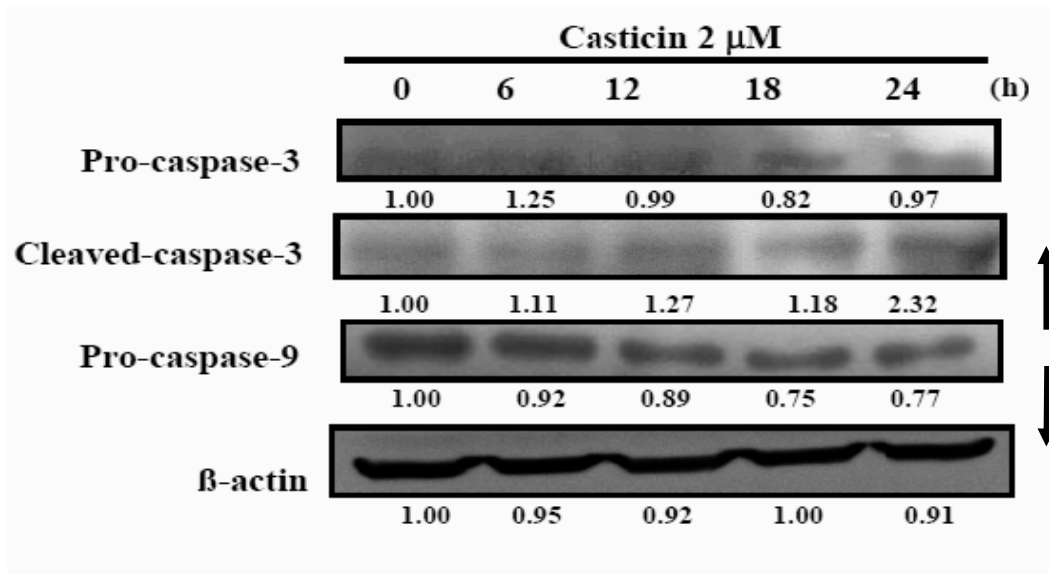 Casticin 2 μM
0 6 12 18 24 (h)
Pro-caspase-3
1.00 1.25 0.99 0.82 0.97
Cleaved-caspase-3
1.00 1.11 1.27 1.18 2.32
Pro-caspase-9
1.00 0.92 0.89 0.75 0.77
ß-actin
1.00 0.95 0.92 1.00 0.91